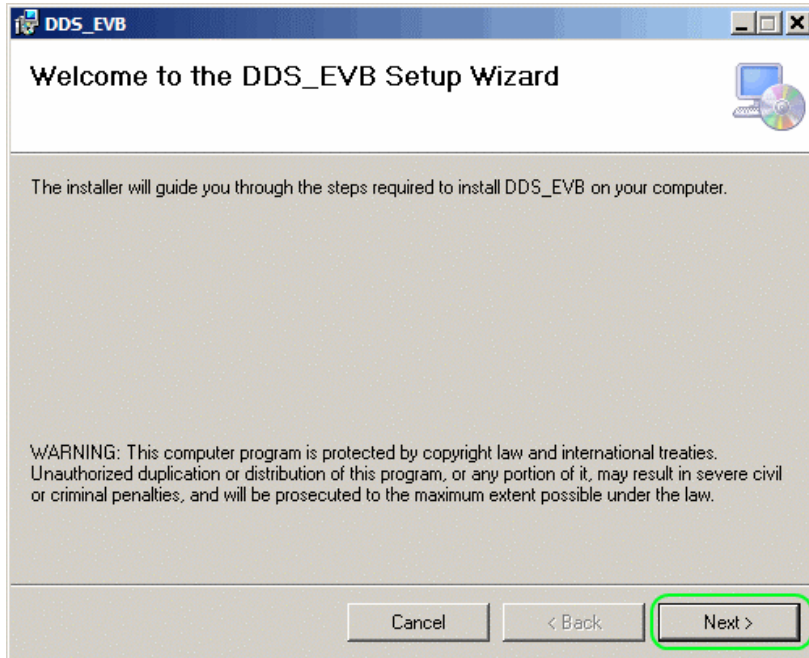 DDS_EVB
Welcome to the DDS_EVB Setup Wizard
The installer will guide you through the steps required to install DDS_EVB on your computer.
WARNING: This computer program is protected by copyright law and international treaties.
Unauthorized duplication or distribution of this program, or any portion of it, may result in severe civil
or criminal penalties, and will be prosecuted to the maximum extent possible under the law.
Cancel
< Back
Next >